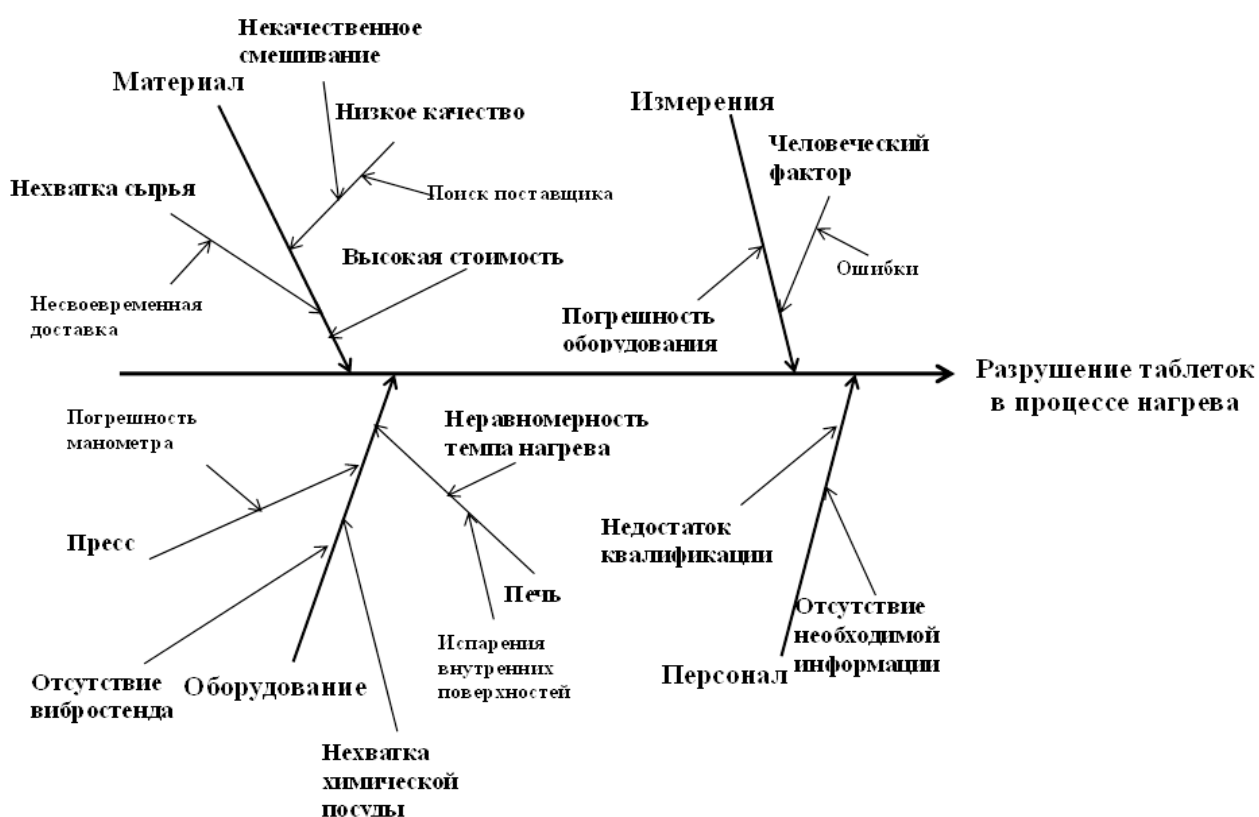 Некачественное
смешивание
Материал
Низкое качество
Измерения
Человеческий
фактор
Нехватка сырья
Поиск поставщика
Высокая стоимость
Ошибки
Несвоевременная
доставка
Погрешность
оборудования
Разрушение таблеток
в процессе нагрева
Погрешность
манометра
Неравномерность
темпа нагрева
Пресс
Недостаток
квалификации
Печь
Отсутствие
необходимой
информации
Испарения
внутренних
поверхностей
Персонал
Отсутствие
вибростенда
Оборудование
Нехватка
химической
посуды